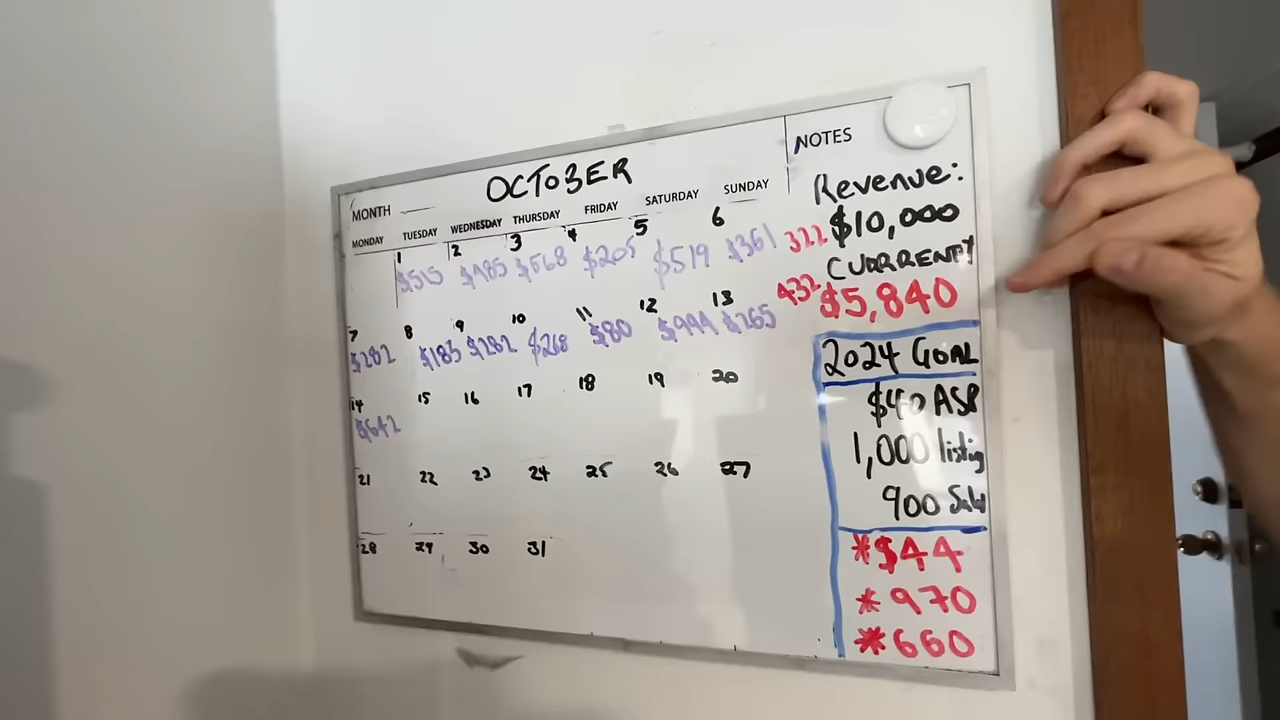 OCTOBER
MONTH
MONDAY TUESDAY WEDNESDAY THURSDAY FRIDAY SATURDAY SUNDAY
1 2 3 4 5 6
$515 $485 $568 $205 $519 $361 322
7 8 9 10 11 12 13
$282 $183 $282 $268 $80 $265 432
14 15 16 17 18 19 20
$642
21 22 23 24 25 26 27
28 29 30 31
NOTES
Revenue:
$10,000
CURRENT
$5,840
2024 GOAL
$40 ASP
1,000 listing
900 Sales
*$44
*970
*660